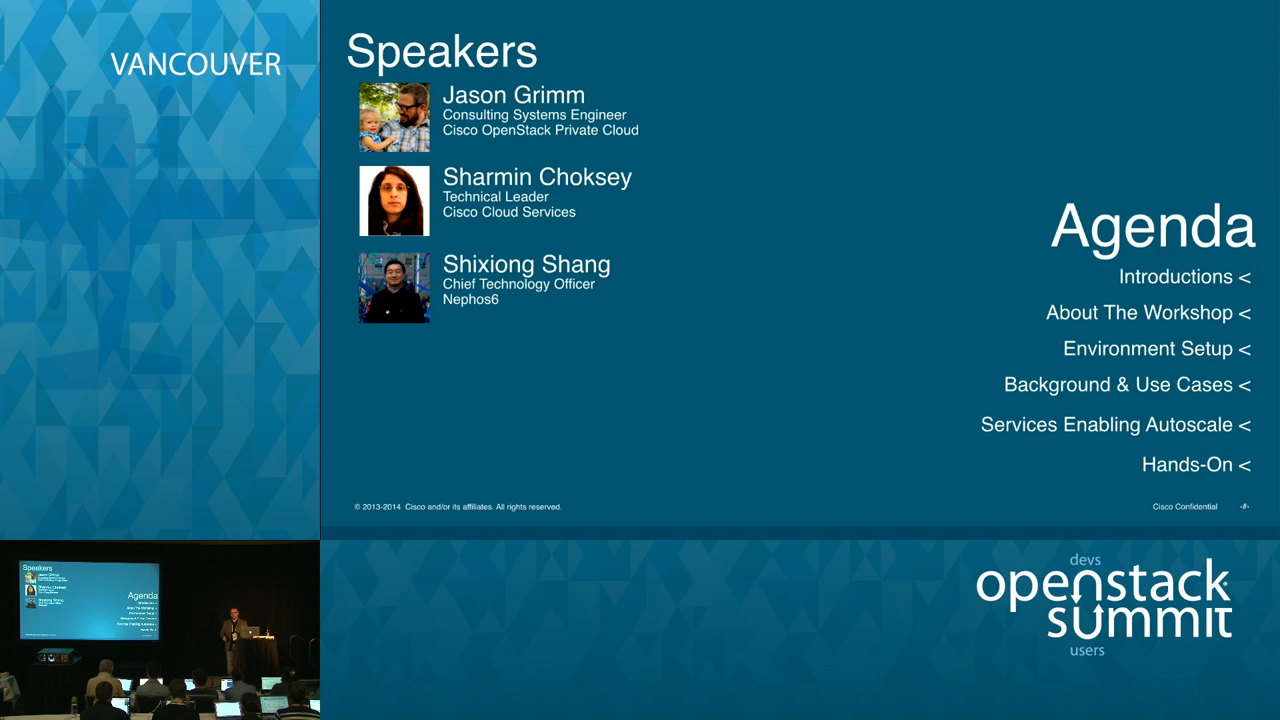 VANCOUVER
Speakers
Jason Grimm
Consulting Systems Engineer
Cisco OpenStack Private Cloud
Sharmin Choksey
Technical Leader
Cisco Cloud Services
Shixiong Shang
Chief Technology Officer
Nephos6
Agenda
Introductions <
About The Workshop <
Environment Setup <
Background & Use Cases <
Services Enabling Autoscale <
Hands-On <
© 2013-2014 Cisco and/or its affiliates. All rights reserved.
Cisco Confidential
Speakers
Agenda
devs
openstack
summit
users